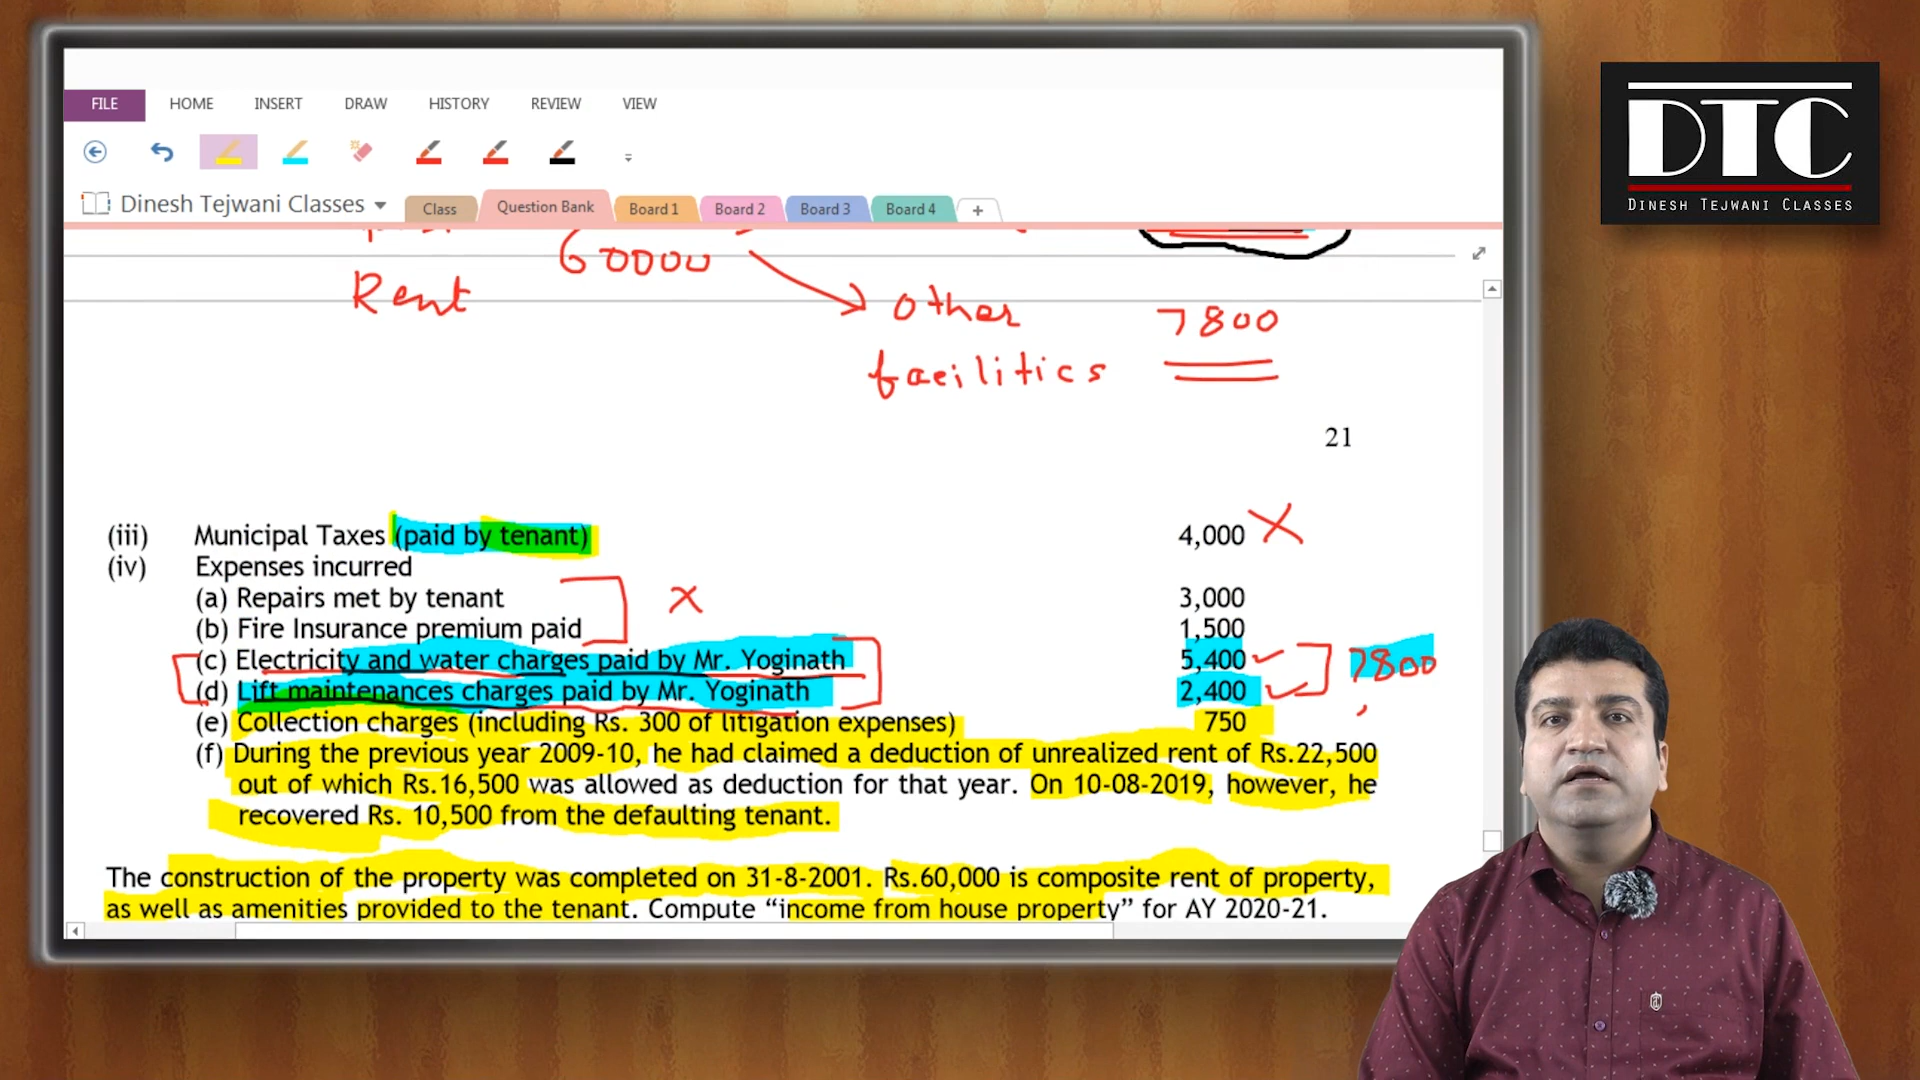 DTC
DINESH TEJWANI CLASSES
FILE HOME INSERT DRAW HISTORY REVIEW VIEW
Dinesh Tejwani Classes Class Question Bank Board 1 Board 2 Board 3 Board 4 +
60000
Rent
Other 7800
facilities
21
(iii) Municipal Taxes (paid by tenant) 4,000 X
(iv) Expenses incurred
(a) Repairs met by tenant X 3,000
(b) Fire Insurance premium paid 1,500
(c) Electricity and water charges paid by Mr. Yoginath 5,400 7800
(d) Lift maintenances charges paid by Mr. Yoginath 2,400
(e) Collection charges (including Rs. 300 of litigation expenses) 750
(f) During the previous year 2009-10, he had claimed a deduction of unrealized rent of Rs.22,500
out of which Rs.16,500 was allowed as deduction for that year. On 10-08-2019, however, he
recovered Rs. 10,500 from the defaulting tenant.
The construction of the property was completed on 31-8-2001. Rs.60,000 is composite rent of property,
as well as amenities provided to the tenant. Compute “income from house property” for AY 2020-21.